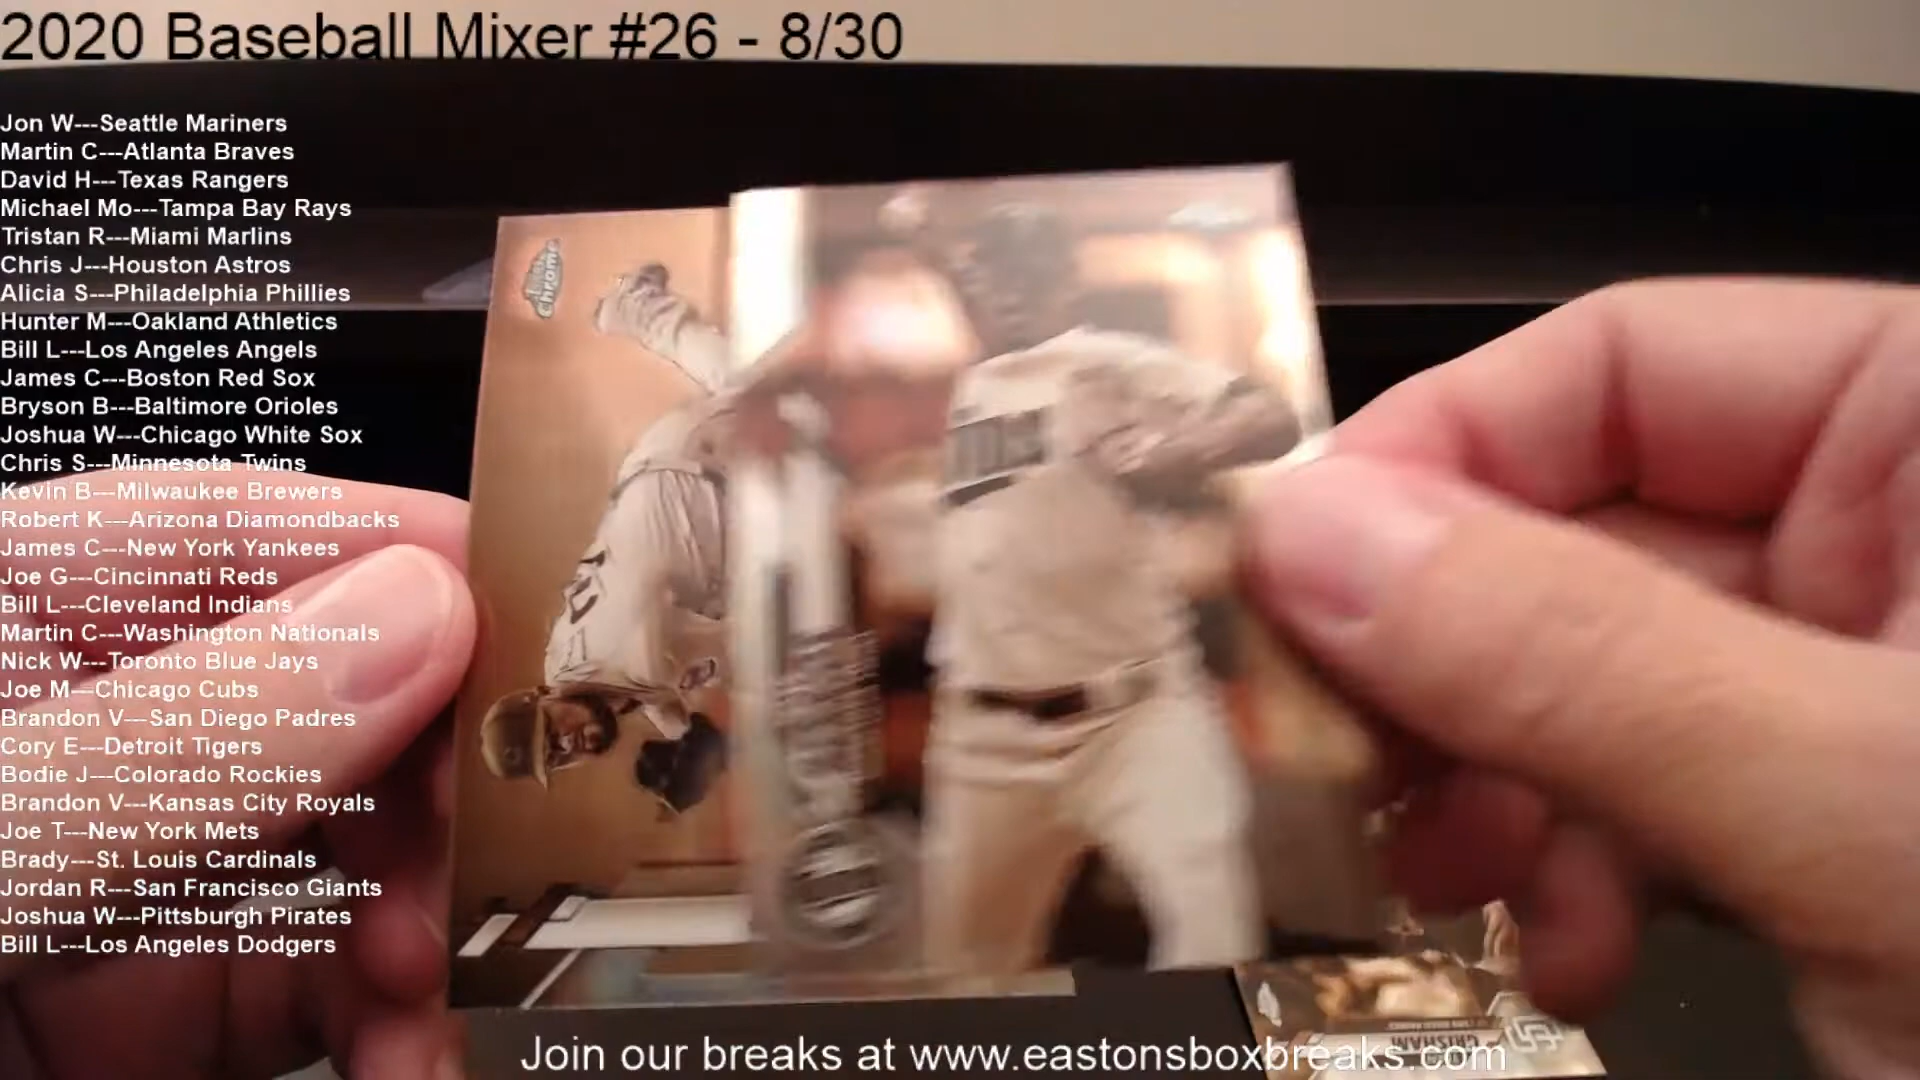 2020 Baseball Mixer #26 - 8/30
Jon W---Seattle Mariners
Martin C---Atlanta Braves
David H---Texas Rangers
Michael Mo---Tampa Bay Rays
Tristan R---Miami Marlins
Chris J---Houston Astros
Alicia S---Philadelphia Phillies
Hunter M---Oakland Athletics
Bill L---Los Angeles Angels
James C---Boston Red Sox
Bryson B---Baltimore Orioles
Joshua W---Chicago White Sox
Chris S---Minnesota Twins
Kevin B---Milwaukee Brewers
Robert K---Arizona Diamondbacks
James C---New York Yankees
Joe G---Cincinnati Reds
Bill L---Cleveland Indians
Martin C---Washington Nationals
Nick W---Toronto Blue Jays
Joe M---Chicago Cubs
Brandon V---San Diego Padres
Cory E---Detroit Tigers
Bodie J---Colorado Rockies
Brandon V---Kansas City Royals
Joe T---New York Mets
Brady---St. Louis Cardinals
Jordan R---San Francisco Giants
Joshua W---Pittsburgh Pirates
Bill L---Los Angeles Dodgers
Chrome
GRISHAM
Join our breaks at www.eastonsboxbreaks.com